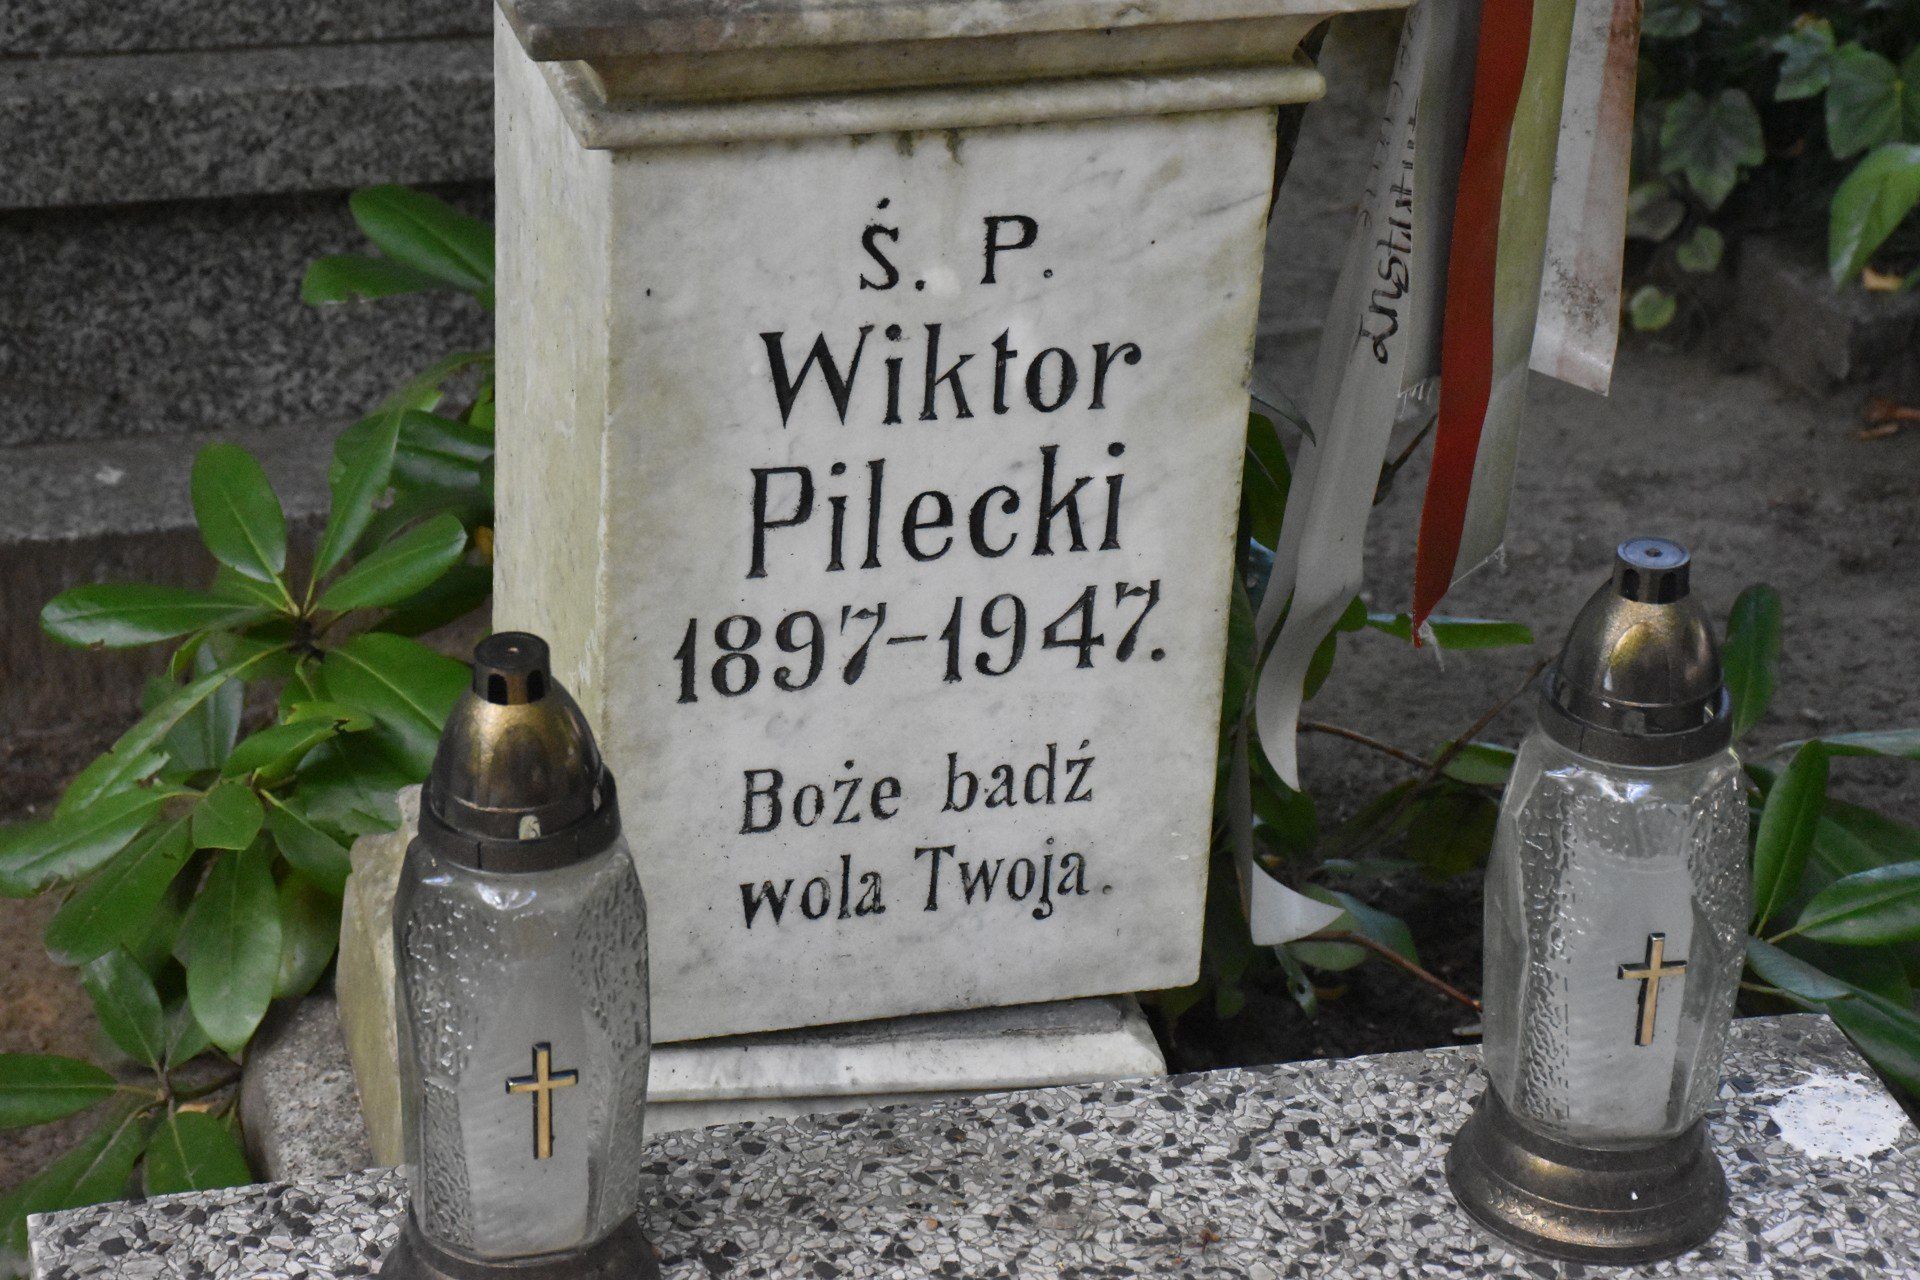 Ś. P.
Wiktor
Pilecki
1897-1947.
Boże badź
wola Twoja.